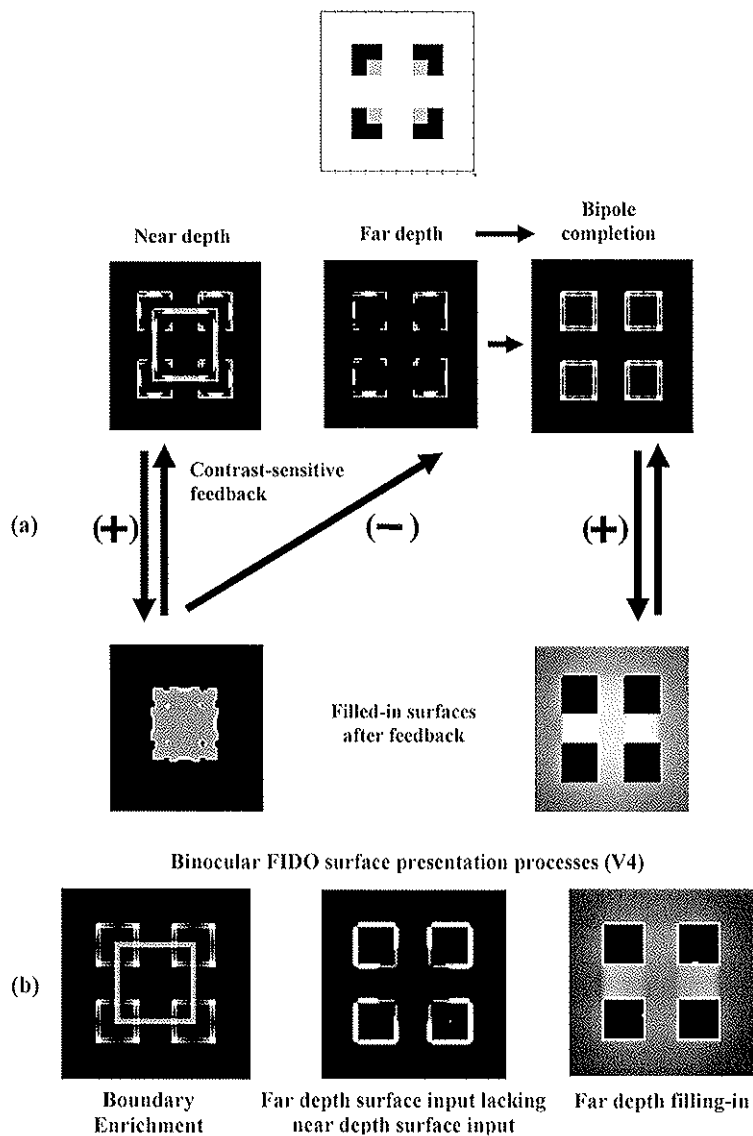 Near depth
Far depth
Bipole
completion
Contrast-sensitive
feedback
(a)
(+)
(−)
(+)
Filled-in surfaces
after feedback
Binocular FIDO surface presentation processes (V4)
(b)
Boundary
Enrichment
Far depth surface input lacking
near depth surface input
Far depth filling-in